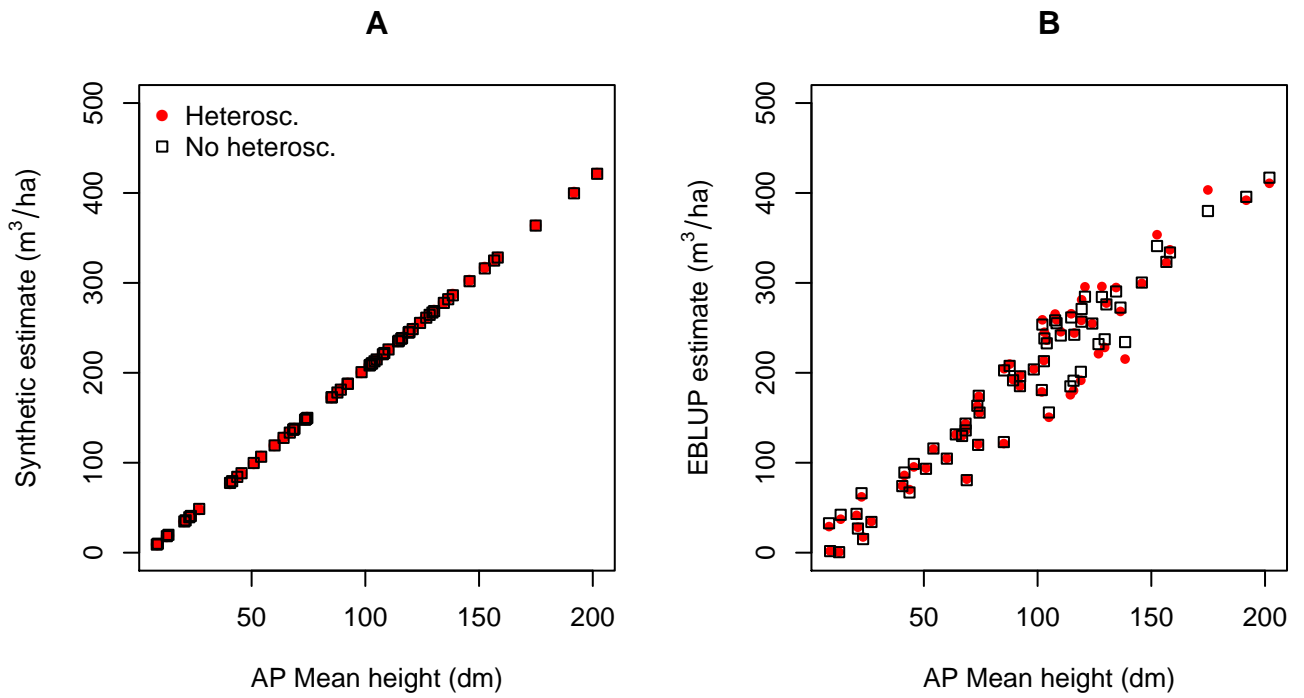 A
Synthetic estimate (m³/ha)
500
400
300
200
100
0
Heterosc.
No heterosc.
50 100 150 200
AP Mean height (dm)
B
EBLUP estimate (m³/ha)
500
400
300
200
100
0
50 100 150 200
AP Mean height (dm)